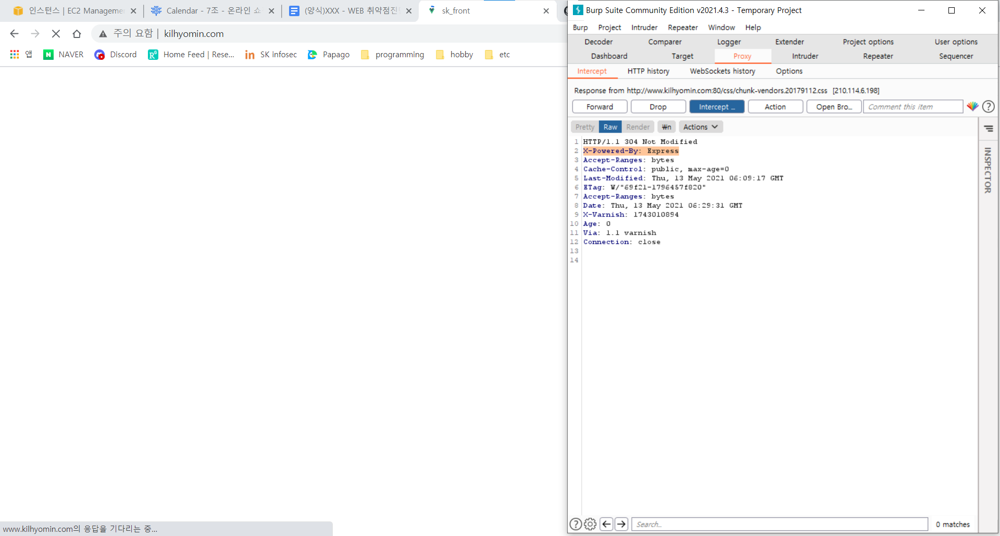 인스턴스 | EC2 Manageme
Calendar - 7조 - 온라인 쇼
(양식)XXX - WEB 취약점진
sk_front
주의 요함 | kilhyomin.com
앱 NAVER Discord Home Feed | Rese... SK infosec Papago programming hobby etc
www.kilhyomin.com의 응답을 기다리는 중...
Burp Suite Community Edition v2021.4.3 - Temporary Project
Burp Project Intruder Repeater Window Help
Decoder Comparer Logger Extender Project options User options
Dashboard Target Proxy Intruder Repeater Sequencer
Intercept HTTP history WebSockets history Options
Response from http://www.kilhyomin.com:80/css/chunk-vendors.20179112.css [210.114.6.198]
Forward Drop Intercept ... Action Open Bro... Comment this item
Pretty Raw Render ₩n Actions
1 HTTP/1.1 304 Not Modified
2 X-Powered-By: Express
3 Accept-Ranges: bytes
4 Cache-Control: public, max-age=0
5 Last-Modified: Thu, 13 May 2021 06:09:17 GMT
6 ETag: W/"69f21-1796457f820"
7 Accept-Ranges: bytes
8 Date: Thu, 13 May 2021 06:29:31 GMT
9 X-Varnish: 1743010894
10 Age: 0
11 Via: 1.1 varnish
12 Connection: close
13
14
INSPECTOR
Search...
0 matches